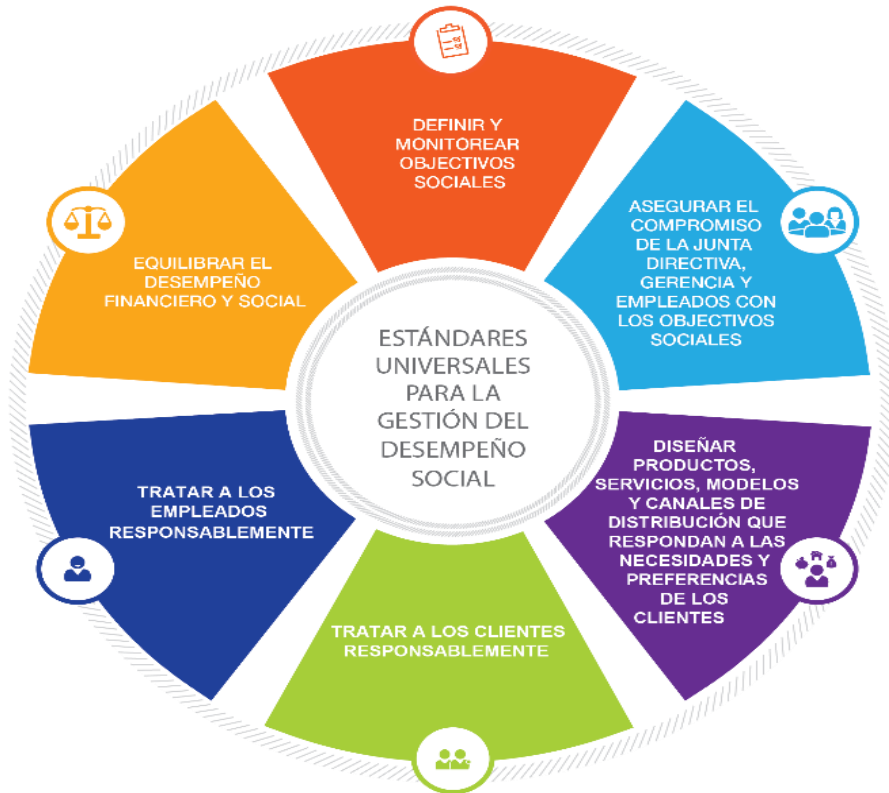 DEFINIR Y
MONITOREAR
OBJECTIVOS
SOCIALES
ASEGURAR EL
COMPROMISO
DE LA JUNTA
DIRECTIVA,
GERENCIA Y
EMPLEADOS CON
LOS OBJECTIVOS
SOCIALES
DISEÑAR
PRODUCTOS,
SERVICIOS, MODELOS
Y CANALES DE
DISTRIBUCIÓN QUE
RESPONDAN A LAS
NECESIDADES Y
PREFERENCIAS
DE LOS
CLIENTES
TRATAR A LOS CLIENTES
RESPONSABLEMENTE
TRATAR A LOS
EMPLEADOS
RESPONSABLEMENTE
EQUILIBRAR EL
DESEMPEÑO
FINANCIERO Y SOCIAL
ESTÁNDARES
UNIVERSALES
PARA LA
GESTIÓN DEL
DESEMPEÑO
SOCIAL